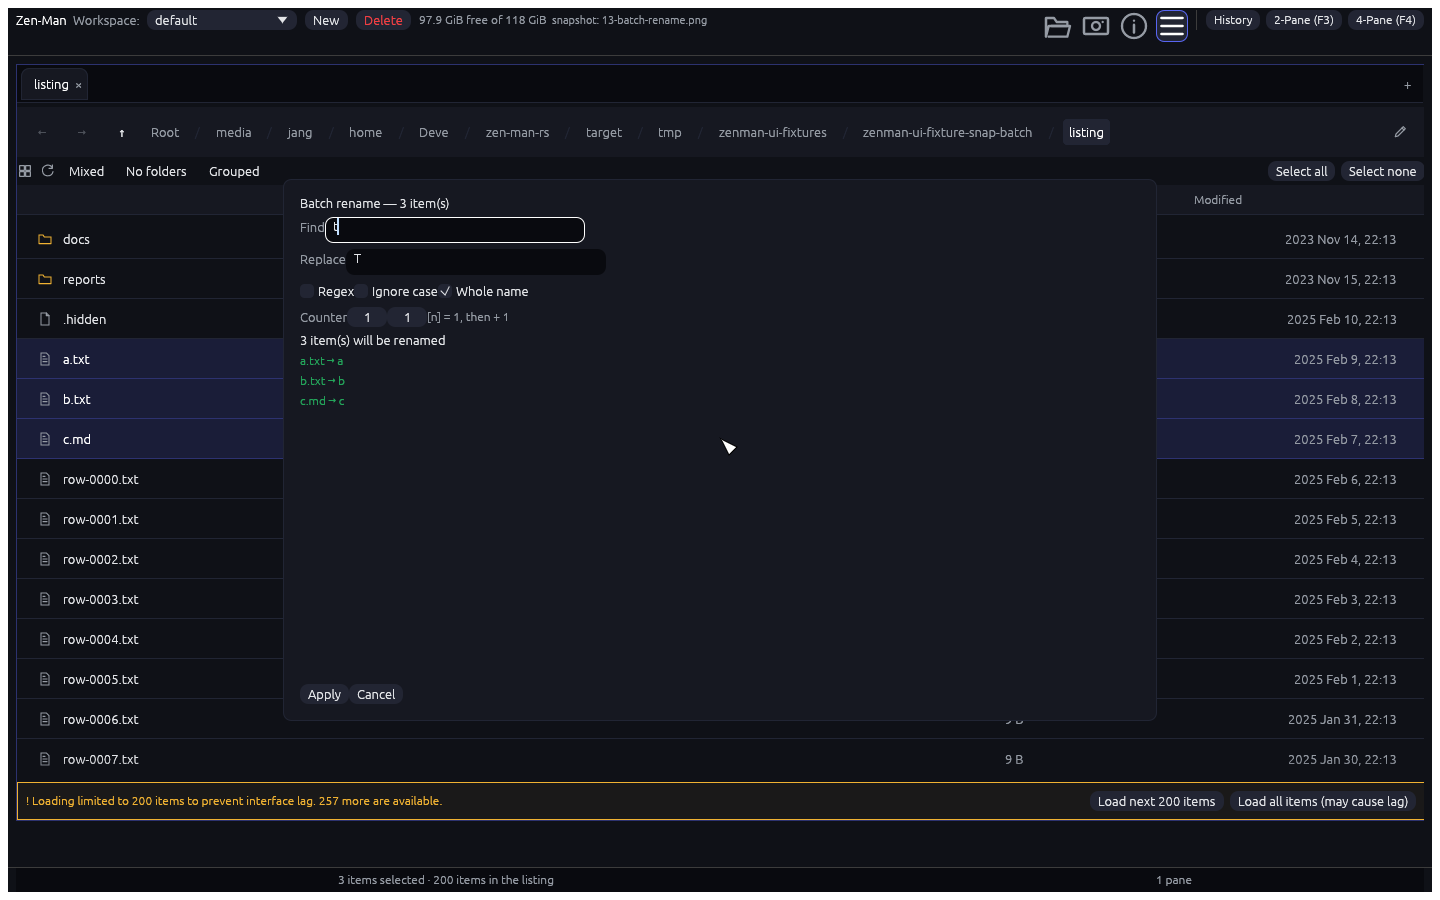 Zen-Man Workspace: default New Delete 97.9 GiB free of 118 GiB snapshot: 13-batch-rename.png History 2-Pane (F3) 4-Pane (F4)
listing × +
← → ↑ Root / media / jang / home / Deve / zen-man-rs / target / tmp / zenman-ui-fixtures / zenman-ui-fixture-snap-batch / listing
Mixed No folders Grouped Select all Select none
Modified
Batch rename — 3 item(s)
Find t
Replace T
Regex Ignore case Whole name
Counter 1 1 [n] = 1, then + 1
3 item(s) will be renamed
a.txt → a
b.txt → b
c.md → c
Apply Cancel
docs 2023 Nov 14, 22:13
reports 2023 Nov 15, 22:13
.hidden 2025 Feb 10, 22:13
a.txt 2025 Feb 9, 22:13
b.txt 2025 Feb 8, 22:13
c.md 2025 Feb 7, 22:13
row-0000.txt 2025 Feb 6, 22:13
row-0001.txt 2025 Feb 5, 22:13
row-0002.txt 2025 Feb 4, 22:13
row-0003.txt 2025 Feb 3, 22:13
row-0004.txt 2025 Feb 2, 22:13
row-0005.txt 2025 Feb 1, 22:13
row-0006.txt 2025 Jan 31, 22:13
row-0007.txt 9 B 2025 Jan 30, 22:13
! Loading limited to 200 items to prevent interface lag. 257 more are available. Load next 200 items Load all items (may cause lag)
3 items selected · 200 items in the listing 1 pane